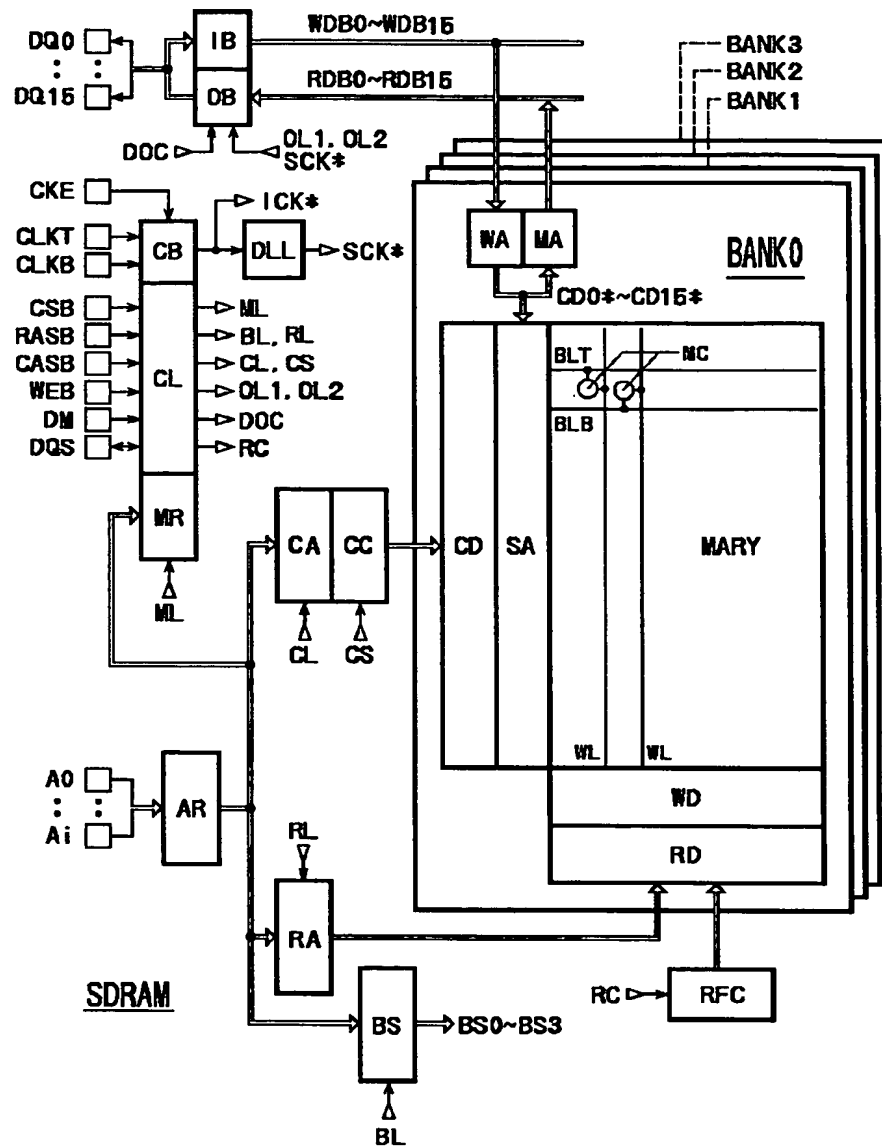 DQ0
:
:
DQ15
IB
DB
WDB0~WDB15
RDB0~RDB15
DOC
OL1. OL2
SCK*
BANK3
BANK2
BANK1
CKE
CLKT
CLKB
CB
ICK*
DLL
SCK*
WA
MA
BANK0
CD0*~CD15*
CSB
RASB
CASB
WEB
DM
DQS
CL
ML
BL, RL
CL, CS
OL1. OL2
DOC
RC
MR
ML
CA
CC
CL
CS
CD
SA
BLT
BLB
MC
MARY
WL
WL
WD
RD
A0
:
:
Ai
AR
RL
RA
RC
RFC
SDRAM
BS
BS0~BS3
BL